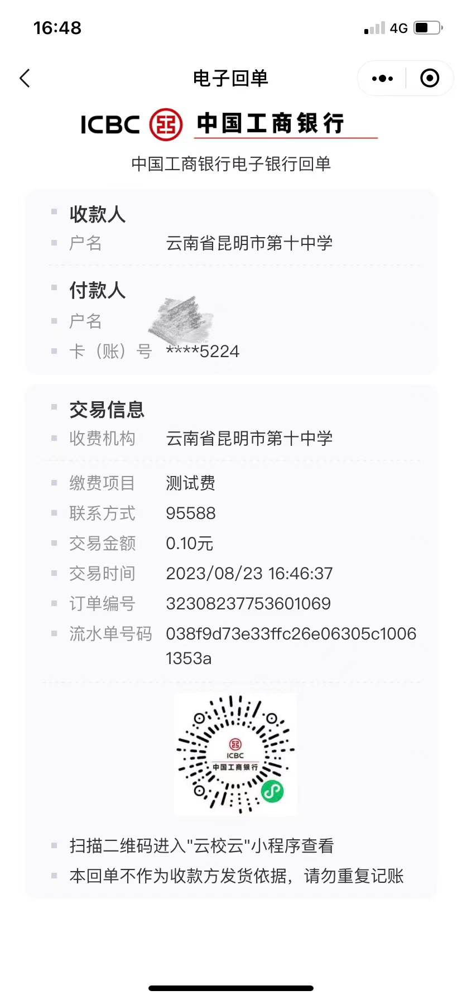 16:48
4G
电子回单
ICBC 中国工商银行
中国工商银行电子银行回单
收款人
户名 云南省昆明市第十中学
付款人
户名
卡（账）号 ****5224
交易信息
收费机构 云南省昆明市第十中学
缴费项目 测试费
联系方式 95588
交易金额 0.10元
交易时间 2023/08/23 16:46:37
订单编号 32308237753601069
流水单号码 038f9d73e33ffc26e06305c1006
1353a
ICBC
中国工商银行
扫描二维码进入"云校云"小程序查看
本回单不作为收款方发货依据，请勿重复记账